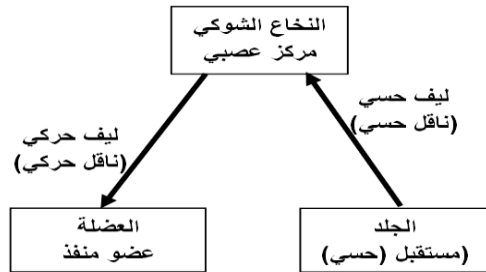 النخاع الشوكي
مركز عصبي
ليف حسي
(ناقل حسي)
ليف حركي
(ناقل حركي)
الجلد
مستقبل (حسي)
العضلة
عضو منفذ